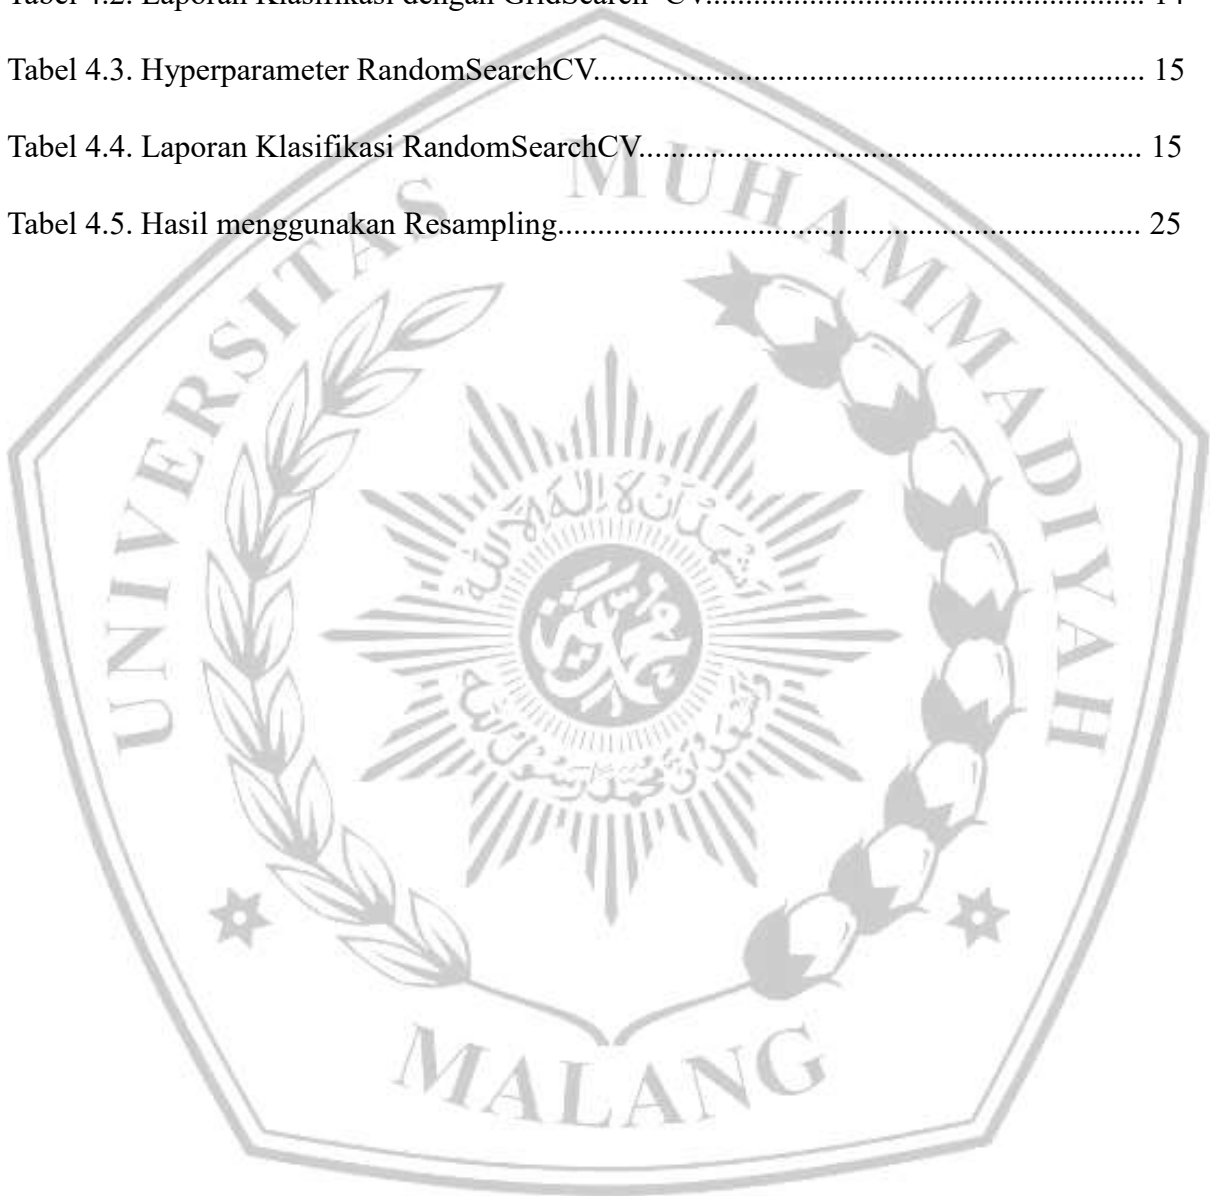 Tabel 4.2. Laporan Klasifikasi dengan GridSearch CV...................................................... 14
Tabel 4.3. Hyperparameter RandomSearchCV..................................................................... 15
Tabel 4.4. Laporan Klasifikasi RandomSearchCV............................................................... 15
Tabel 4.5. Hasil menggunakan Resampling......................................................................... 25
UNIVERSITAS MUHAMMADIYAH
MALANG